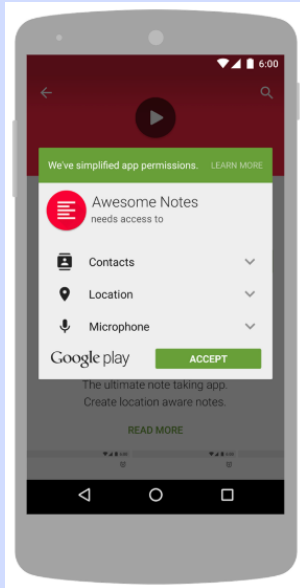 6:00
We've simplified app permissions. LEARN MORE
Awesome Notes
needs access to
Contacts
Location
Microphone
Google play ACCEPT
The ultimate note taking app.
Create location aware notes.
READ MORE